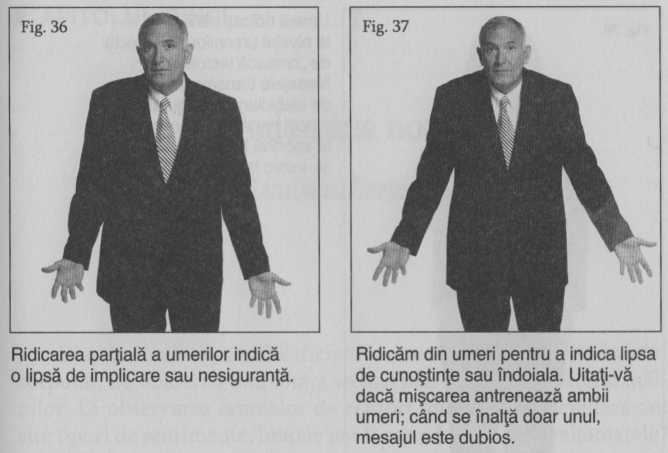 Fig. 36
Ridicarea parţială a umerilor indică
o lipsă de implicare sau nesiguranţă.
Fig. 37
Ridicăm din umeri pentru a indica lipsa
de cunoştinţe sau îndoiala. Uitaţi-vă
dacă mişcarea antrenează ambii
umeri; când se înalţă doar unul,
mesajul este dubios.